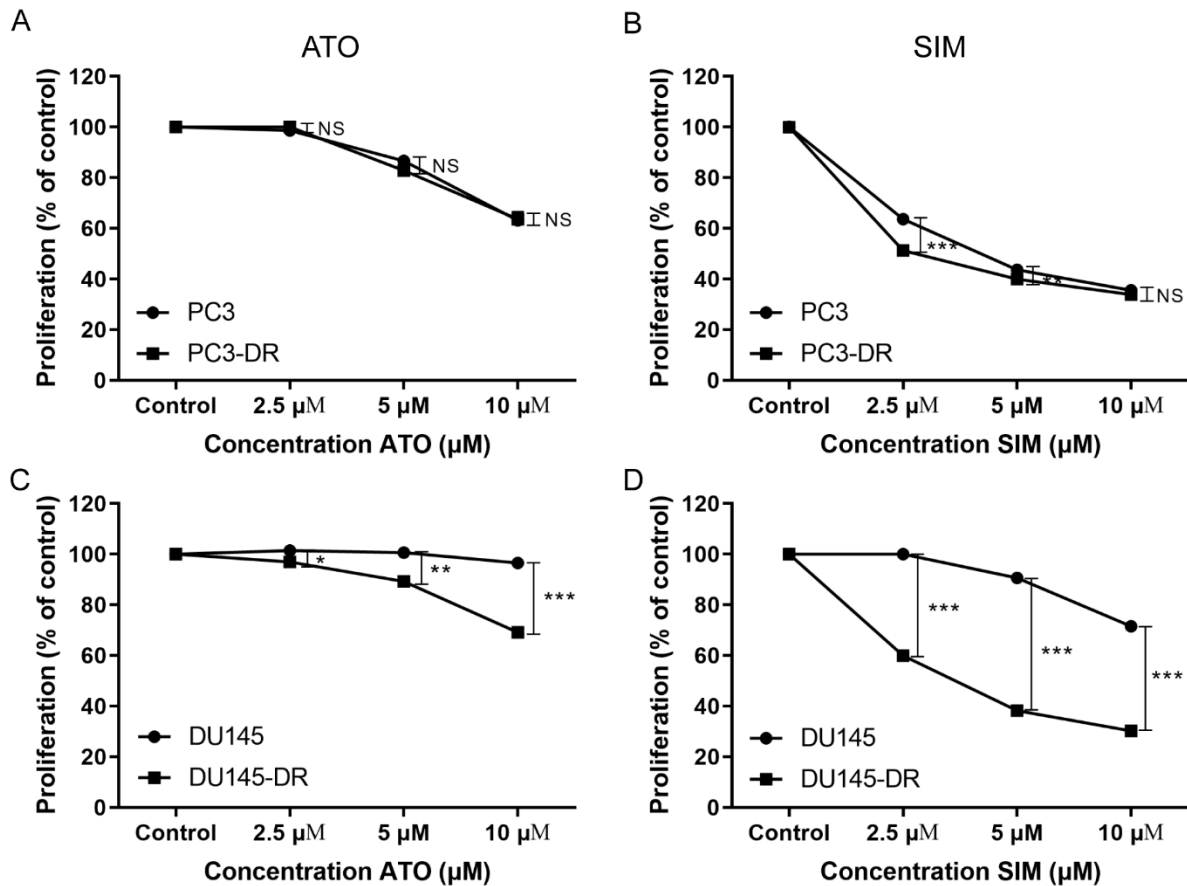 A
ATO
Proliferation (% of control)
120
100
80
60
40
20
0
NS
NS
NS
PC3
PC3-DR
Control 2.5 µM 5 µM 10 µM
Concentration ATO (µM)
B
SIM
Proliferation (% of control)
120
100
80
60
40
20
0
***
**
NS
PC3
PC3-DR
Control 2.5 µM 5 µM 10 µM
Concentration SIM (µM)
C
Proliferation (% of control)
120
100
80
60
40
20
0
*
**
***
DU145
DU145-DR
Control 2.5 µM 5 µM 10 µM
Concentration ATO (µM)
D
Proliferation (% of control)
120
100
80
60
40
20
0
***
***
***
DU145
DU145-DR
Control 2.5 µM 5 µM 10 µM
Concentration SIM (µM)